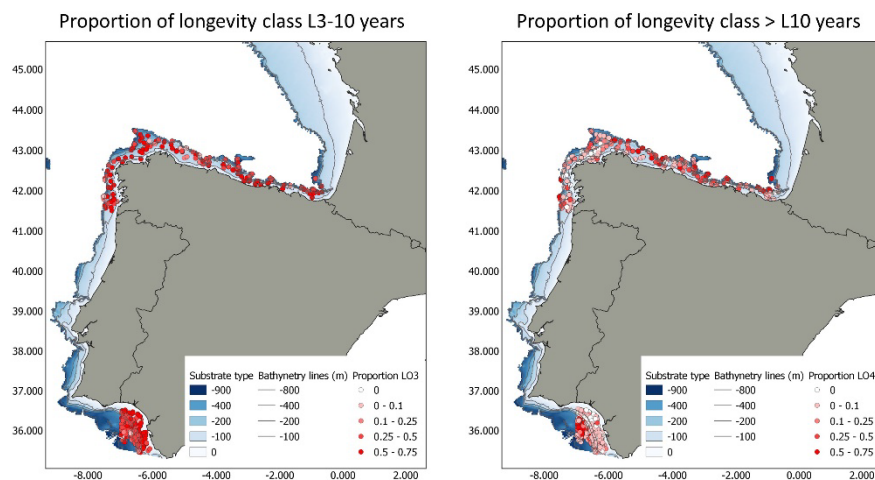 Proportion of longevity class L3-10 years
45.000
44.000
43.000
42.000
41.000
40.000
39.000
38.000
37.000
36.000
-8.000 -6.000 -4.000 -2.000 0.000 2.000
Substrate type Bathynetry lines (m) Proportion LO3
-900 -800 0
-400 -400 0 - 0.1
-200 -200 0.1 - 0.25
-100 -100 0.25 - 0.5
0 0.5 - 0.75
Proportion of longevity class > L10 years
45.000
44.000
43.000
42.000
41.000
40.000
39.000
38.000
37.000
36.000
-8.000 -6.000 -4.000 -2.000 0.000 2.000
Substrate type Bathynetry lines (m) Proportion LO4
-900 -800 0
-400 -400 0 - 0.1
-200 -200 0.1 - 0.25
-100 -100 0.25 - 0.5
0 0.5 - 0.75